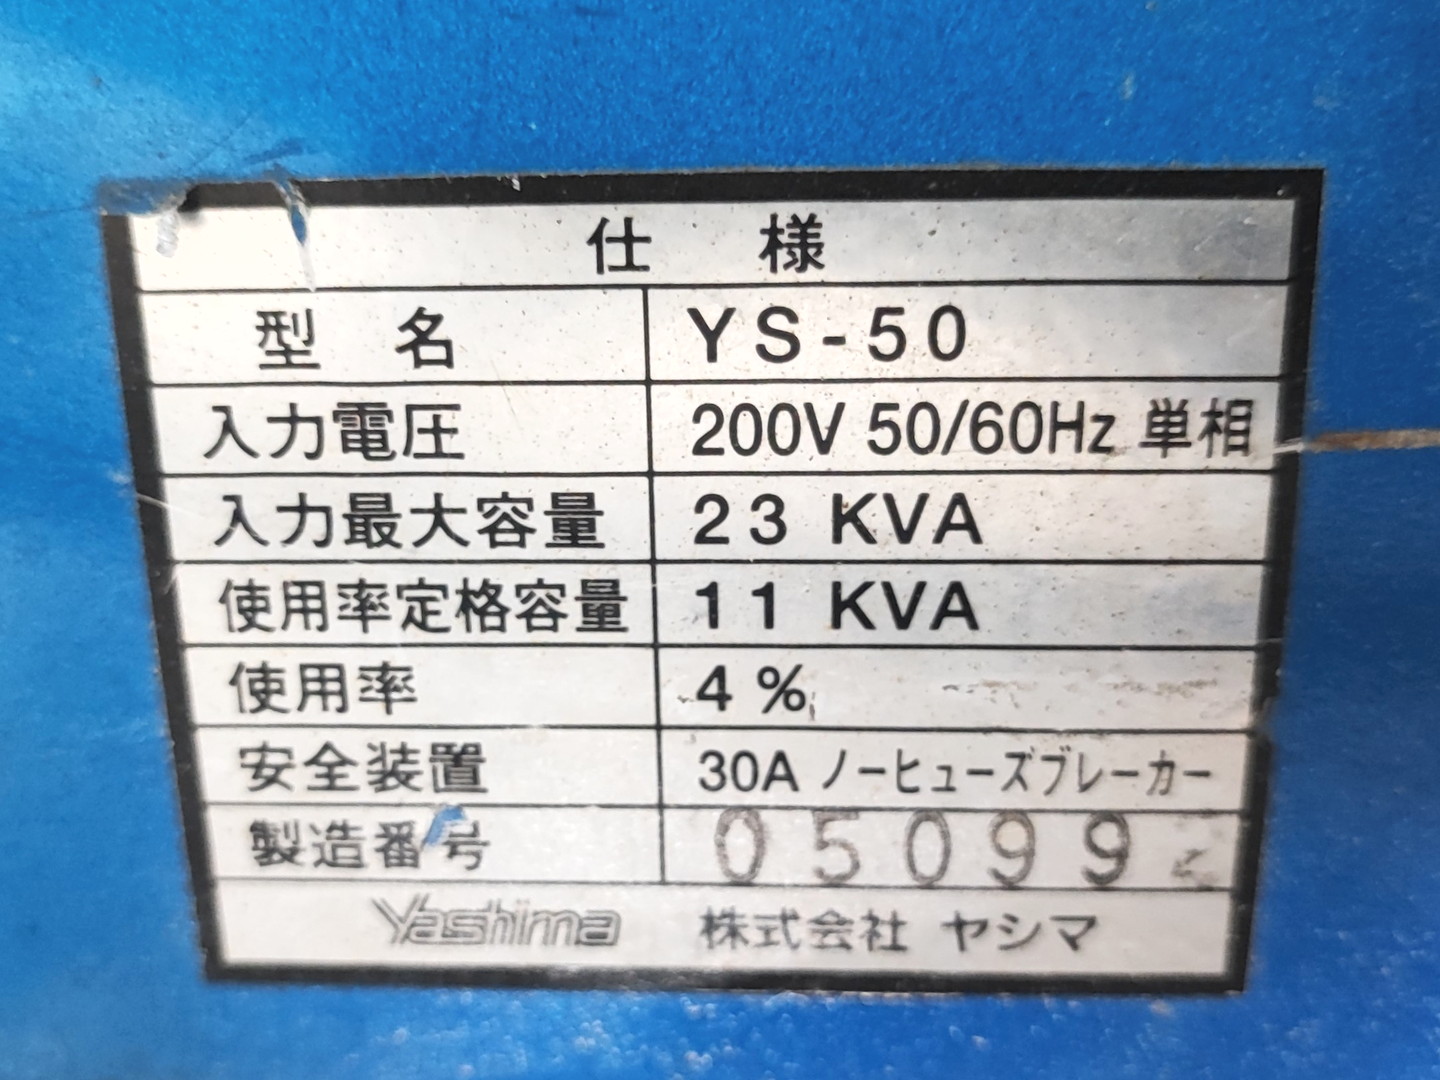 仕様
型名 YS-50
入力電圧 200V 50/60Hz 単相
入力最大容量 23 KVA
使用率定格容量 11 KVA
使用率 4%
安全装置 30A ノーヒューズブレーカー
製造番号 05099
Yashima 株式会社 ヤシマ